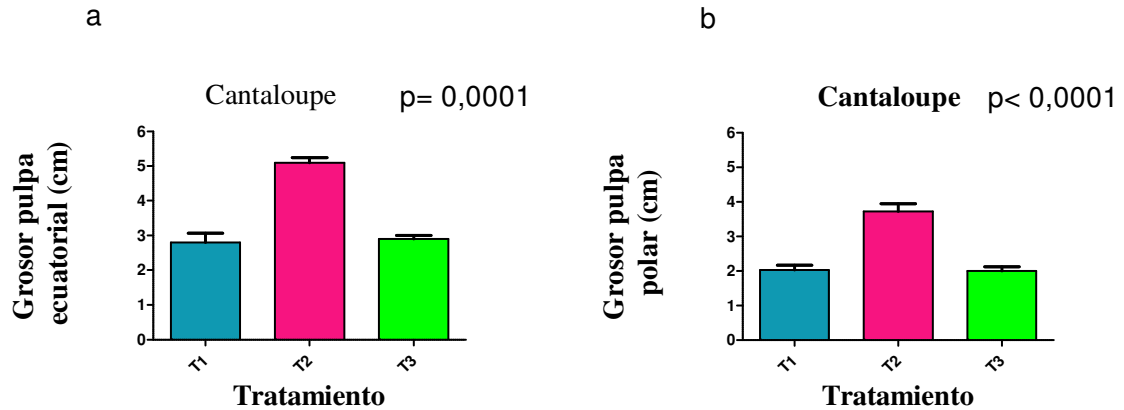 a
Cantaloupe p= 0,0001
Grosor pulpa
ecuatorial (cm)
6
5
4
3
2
1
0
T1 T2 T3
Tratamiento
b
Cantaloupe p< 0,0001
Grosor pulpa
polar (cm)
6
5
4
3
2
1
0
T1 T2 T3
Tratamiento